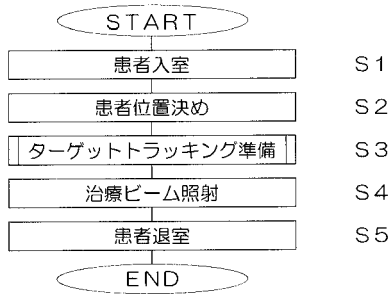 START
患者入室 S1
患者位置決め S2
ターゲットトラッキング準備 S3
治療ビーム照射 S4
患者退室 S5
END